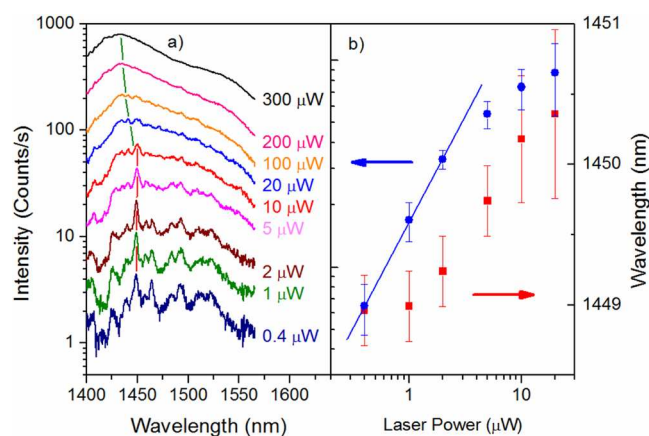 1000
100
10
1
Intensity (Counts/s)
a)
300 μW
200 μW
100 μW
20 μW
10 μW
5 μW
2 μW
1 μW
0.4 μW
1400 1450 1500 1550 1600
Wavelength (nm)
b)
1 10
Laser Power (μW)
1451
1450
1449
Wavelength (nm)